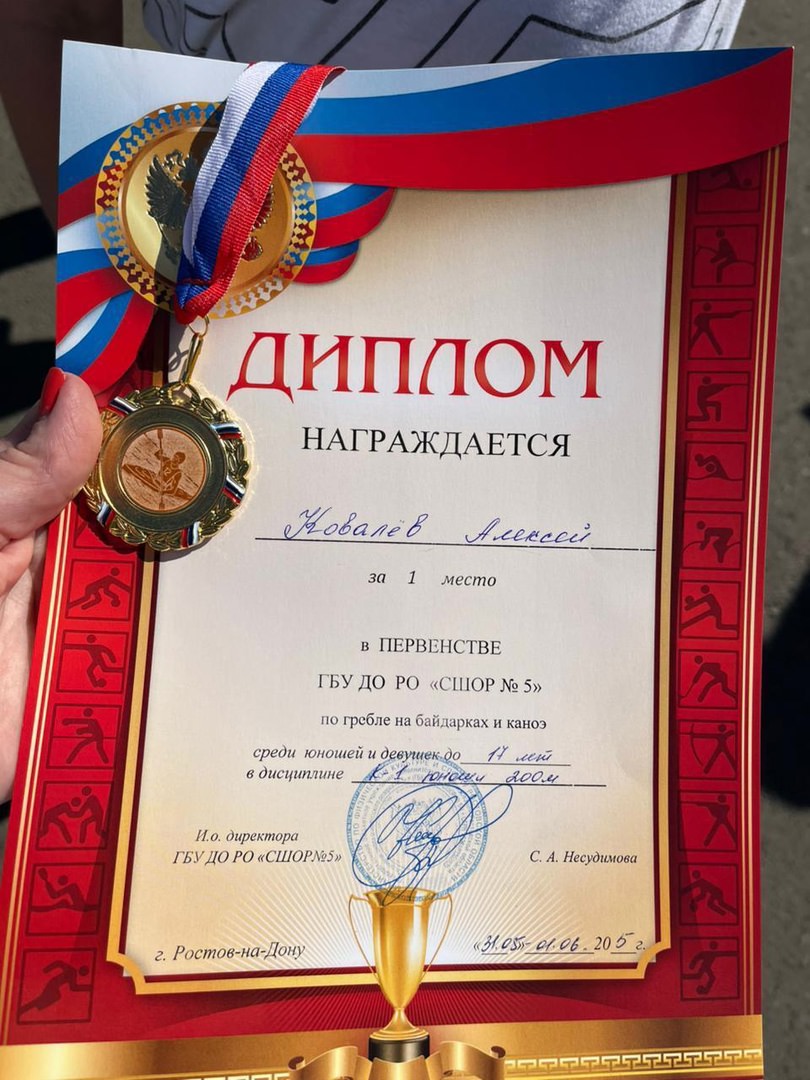 ДИПЛОМ
НАГРАЖДАЕТСЯ
Ковалёв Алексей
за 1 место
в ПЕРВЕНСТВЕ
ГБУ ДО РО «СШОР № 5»
по гребле на байдарках и каноэ
среди юношей и девушек до 17 лет
в дисциплине К-1 юноши 200м
И.о. директора
ГБУ ДО РО «СШОР№5»
С. А. Несудимова
г. Ростов-на-Дону
«31.05»-01.06. 20 5 г.